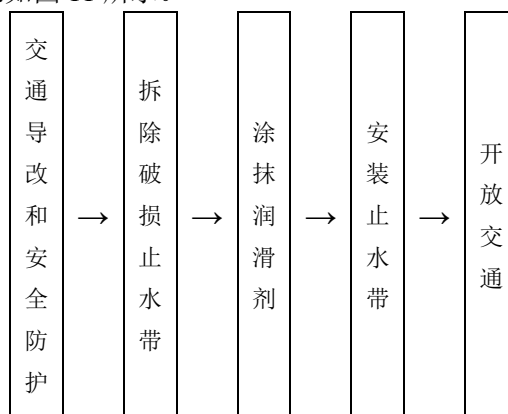 交通导改和安全防护
→
拆除破损止水带
→
涂抹润滑剂
→
安装止水带
→
开放交通